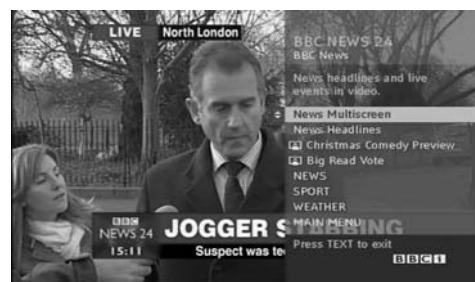 LIVE North London
BBC NEWS 24
BBC News
News headlines and live
events in video.
News Multiscreen
News Headlines
Christmas Comedy Preview
Big Read Vote
NEWS
SPORT
WEATHER
MAIN MENU
Press TEXT to exit
BBC 1
BBC
NEWS 24
15:11
JOGGER STABBING
Suspect was